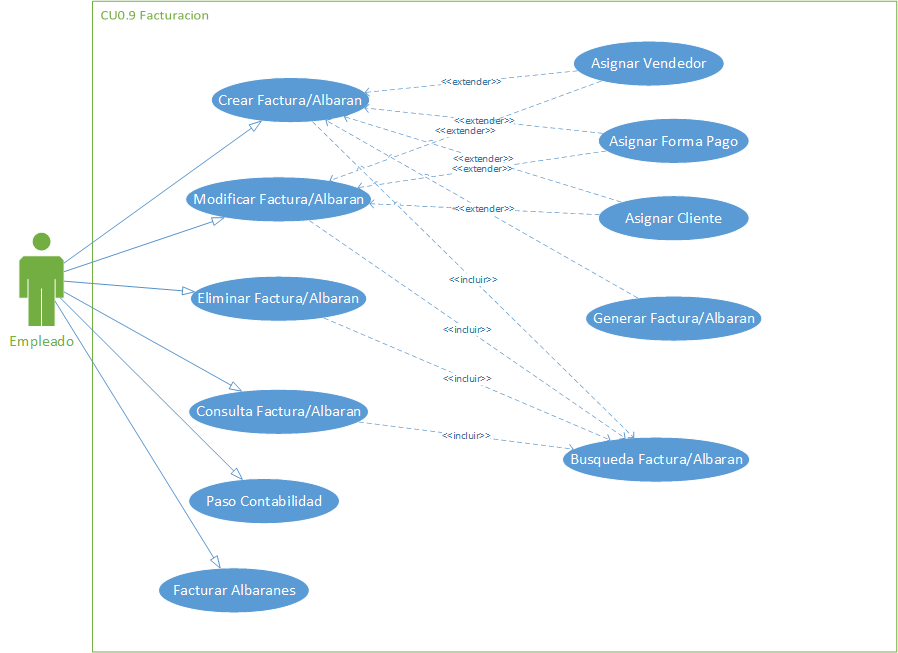 CU0.9 Facturacion
Asignar Vendedor
<<extender>>
Crear Factura/Albaran
<<extender>>
<<extender>>
Asignar Forma Pago
<<extender>>
<<extender>>
Modificar Factura/Albaran
<<extender>>
Asignar Cliente
<<incluir>>
Eliminar Factura/Albaran
Generar Factura/Albaran
<<incluir>>
Empleado
<<incluir>>
Consulta Factura/Albaran
<<incluir>>
Busqueda Factura/Albaran
Paso Contabilidad
Facturar Albaranes